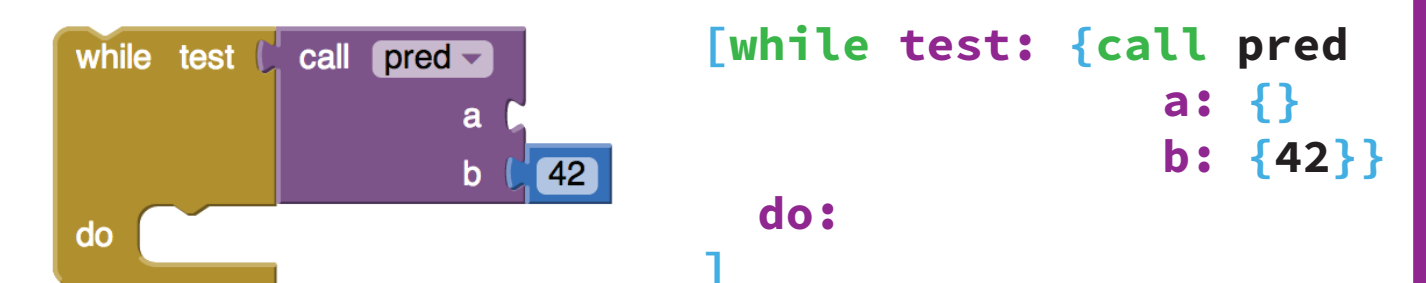 while test call pred
a
b 42
do
[while test: {call pred
a: {}
b: {42}}
do:
]